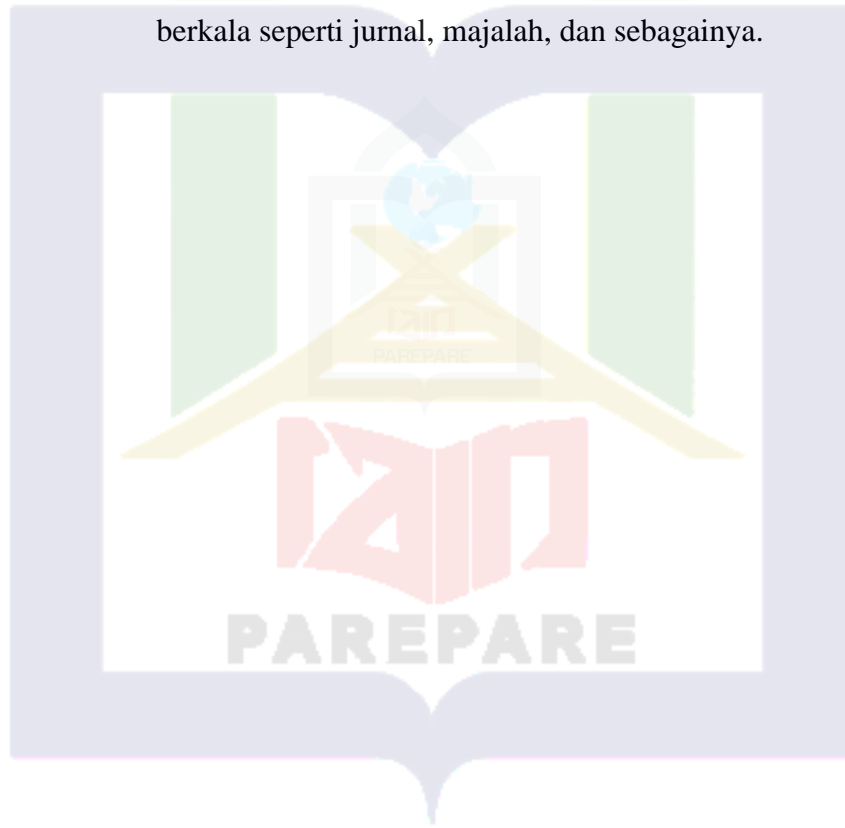 berkala seperti jurnal, majalah, dan sebagainya.
iain
PAREPARE
iain
PAREPARE